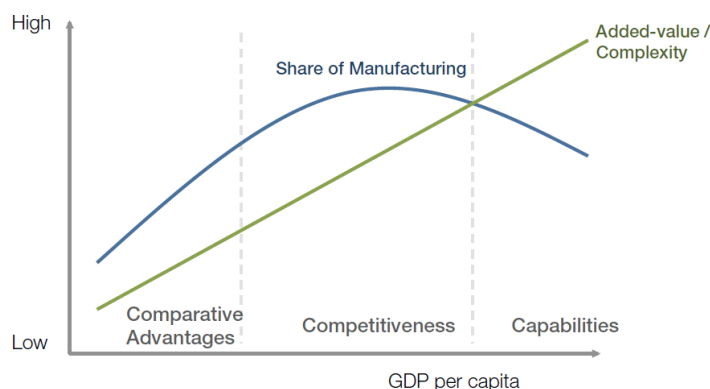 High
Added-value /
Complexity
Share of Manufacturing
Comparative
Advantages
Competitiveness
Capabilities
Low
GDP per capita